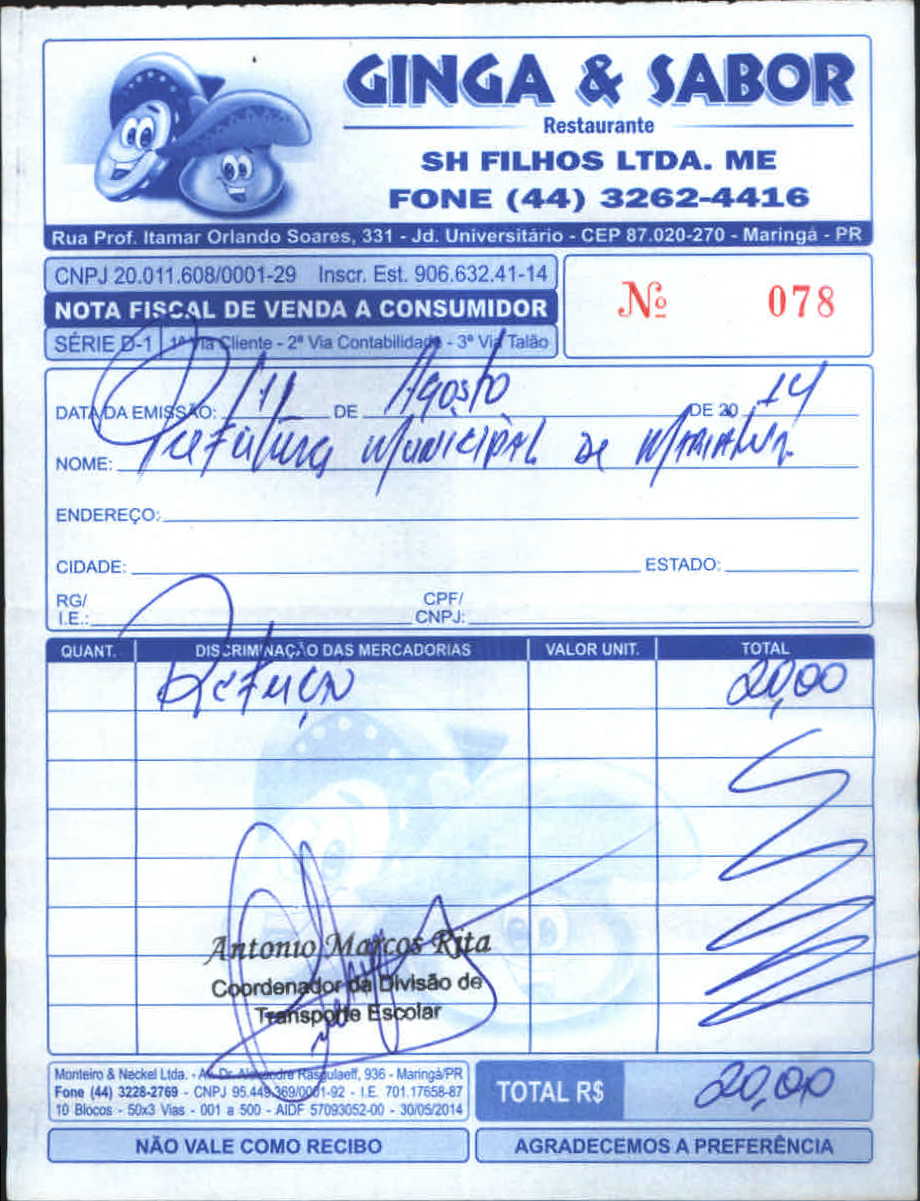 GINGA & SABOR
Restaurante
SH FILHOS LTDA. ME
FONE (44) 3262-4416
Rua Prof. Itamar Orlando Soares, 331 - Jd. Universitário - CEP 87.020-270 - Maringá - PR
CNPJ 20.011.608/0001-29 Inscr. Est. 906.632.41-14
NOTA FISCAL DE VENDA A CONSUMIDOR
Nº 078
SÉRIE D-1 1ª Via Cliente - 2ª Via Contabilidade - 3ª Via Talão
DATA DA EMISSÃO: 11 DE Agosto DE 20 14
NOME: Prefeitura Municipal de
ENDEREÇO:
CIDADE: ESTADO:
RG/ I.E.: CPF/ CNPJ:
QUANT. DISCRIMINAÇÃO DAS MERCADORIAS VALOR UNIT. TOTAL
Refeição 20,00
Antonio Marcos Rita
Coordenador da Divisão de
Transporte Escolar
Monteiro & Neckel Ltda. - Av. Dr. Alexandre Rasgulaeff, 936 - Maringá/PR
Fone (44) 3228-2769 - CNPJ 95.449.369/0001-92 - I.E. 701.17658-87
10 Blocos - 50x3 Vias - 001 a 500 - AIDF 57093052-00 - 30/05/2014
TOTAL R$ 20,00
NÃO VALE COMO RECIBO
AGRADECEMOS A PREFERÊNCIA